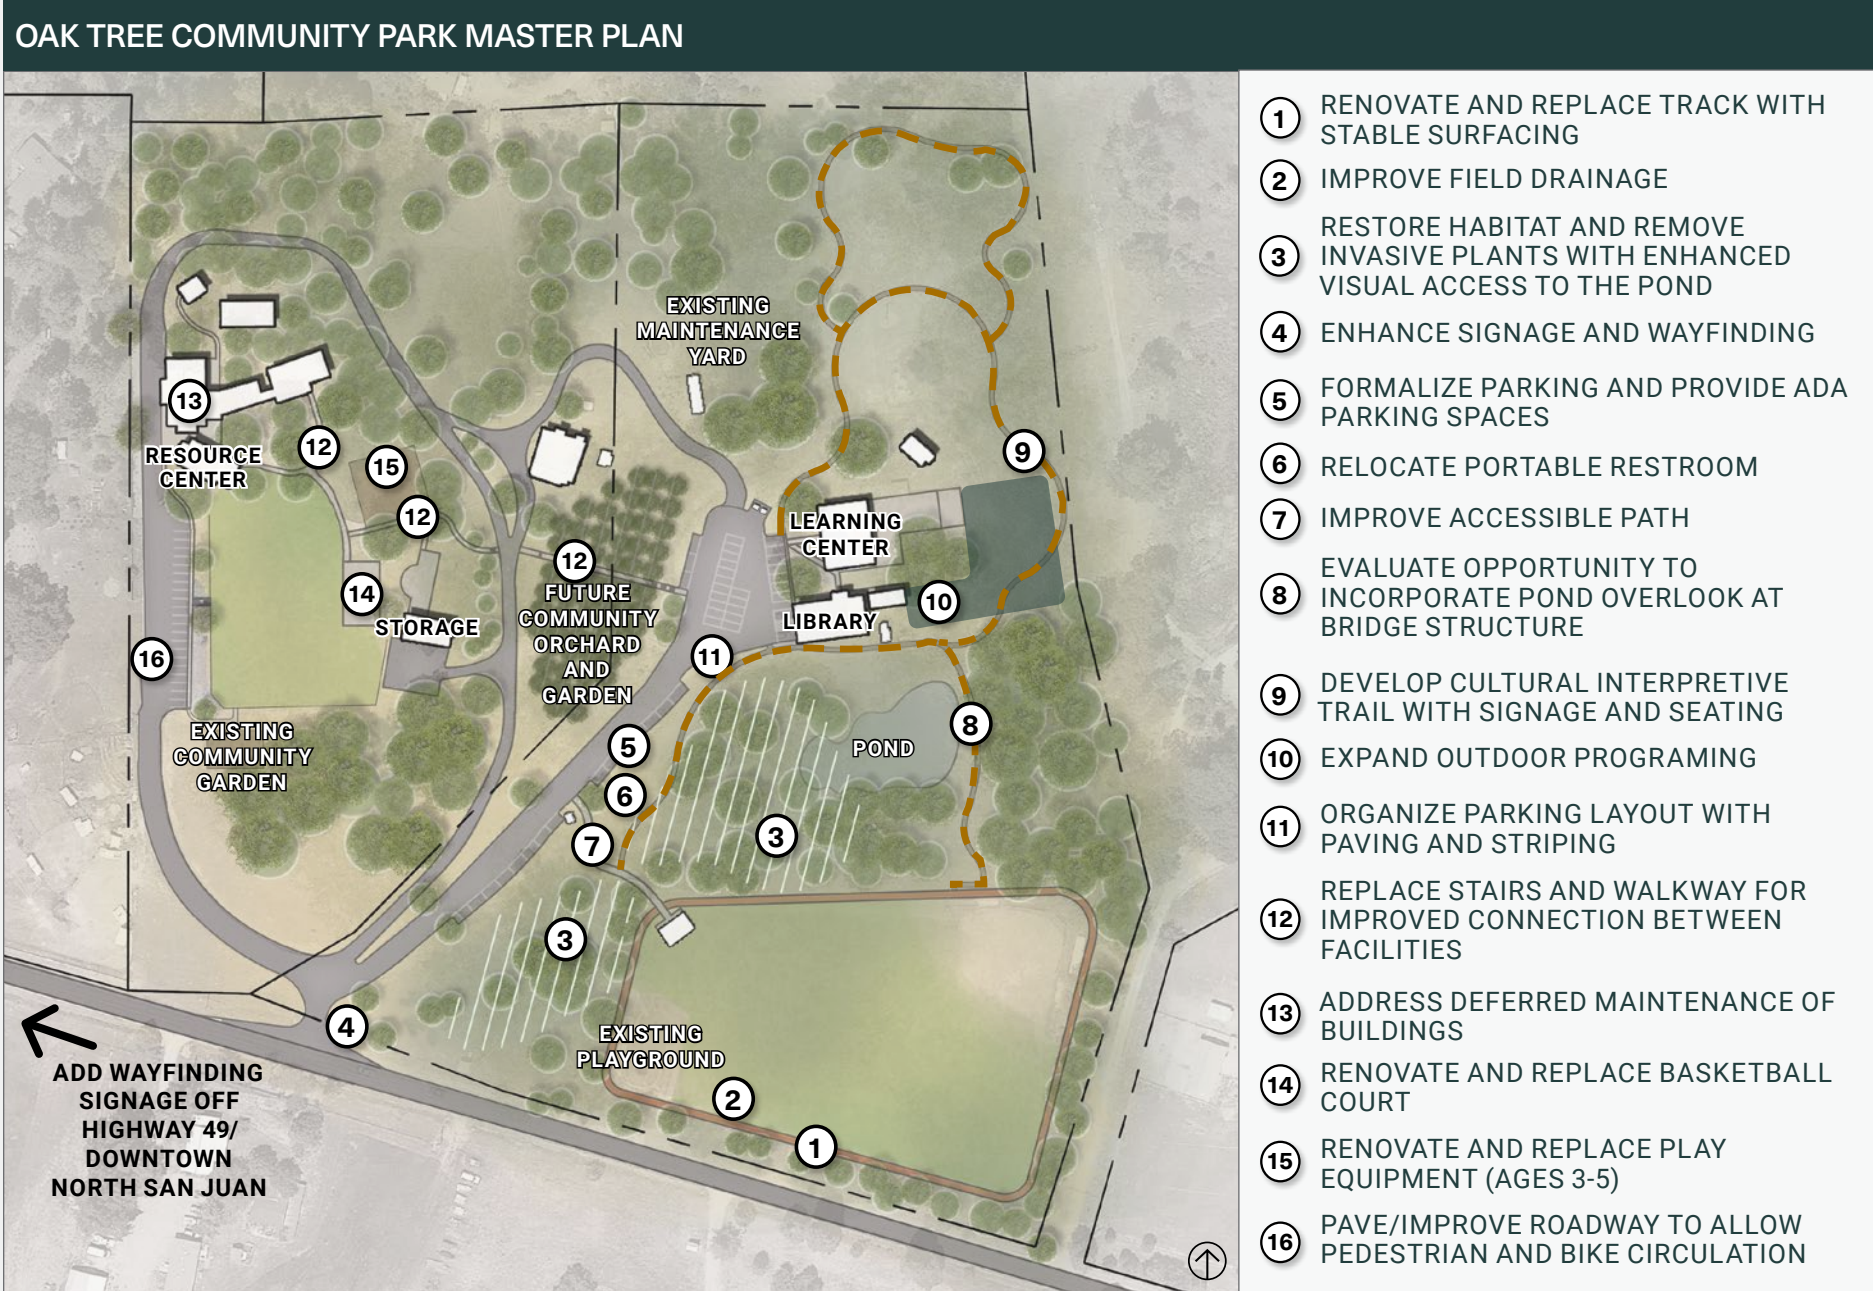 OAK TREE COMMUNITY PARK MASTER PLAN
EXISTING
MAINTENANCE
YARD
13
RESOURCE
CENTER
12
15
12
9
LEARNING
CENTER
12
14
STORAGE
FUTURE
COMMUNITY
ORCHARD
AND
GARDEN
10
LIBRARY
16
11
EXISTING
COMMUNITY
GARDEN
5
POND
8
6
7
3
3
4
EXISTING
PLAYGROUND
2
1
ADD WAYFINDING
SIGNAGE OFF
HIGHWAY 49/
DOWNTOWN
NORTH SAN JUAN
1 RENOVATE AND REPLACE TRACK WITH
STABLE SURFACING
2 IMPROVE FIELD DRAINAGE
3 RESTORE HABITAT AND REMOVE
INVASIVE PLANTS WITH ENHANCED
VISUAL ACCESS TO THE POND
4 ENHANCE SIGNAGE AND WAYFINDING
5 FORMALIZE PARKING AND PROVIDE ADA
PARKING SPACES
6 RELOCATE PORTABLE RESTROOM
7 IMPROVE ACCESSIBLE PATH
8 EVALUATE OPPORTUNITY TO
INCORPORATE POND OVERLOOK AT
BRIDGE STRUCTURE
9 DEVELOP CULTURAL INTERPRETIVE
TRAIL WITH SIGNAGE AND SEATING
10 EXPAND OUTDOOR PROGRAMING
11 ORGANIZE PARKING LAYOUT WITH
PAVING AND STRIPING
12 REPLACE STAIRS AND WALKWAY FOR
IMPROVED CONNECTION BETWEEN
FACILITIES
13 ADDRESS DEFERRED MAINTENANCE OF
BUILDINGS
14 RENOVATE AND REPLACE BASKETBALL
COURT
15 RENOVATE AND REPLACE PLAY
EQUIPMENT (AGES 3-5)
16 PAVE/IMPROVE ROADWAY TO ALLOW
PEDESTRIAN AND BIKE CIRCULATION